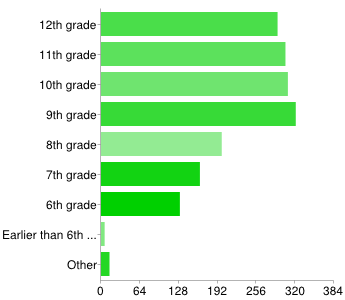 12th grade
11th grade
10th grade
9th grade
8th grade
7th grade
6th grade
Earlier than 6th ...
Other
0 64 128 192 256 320 384